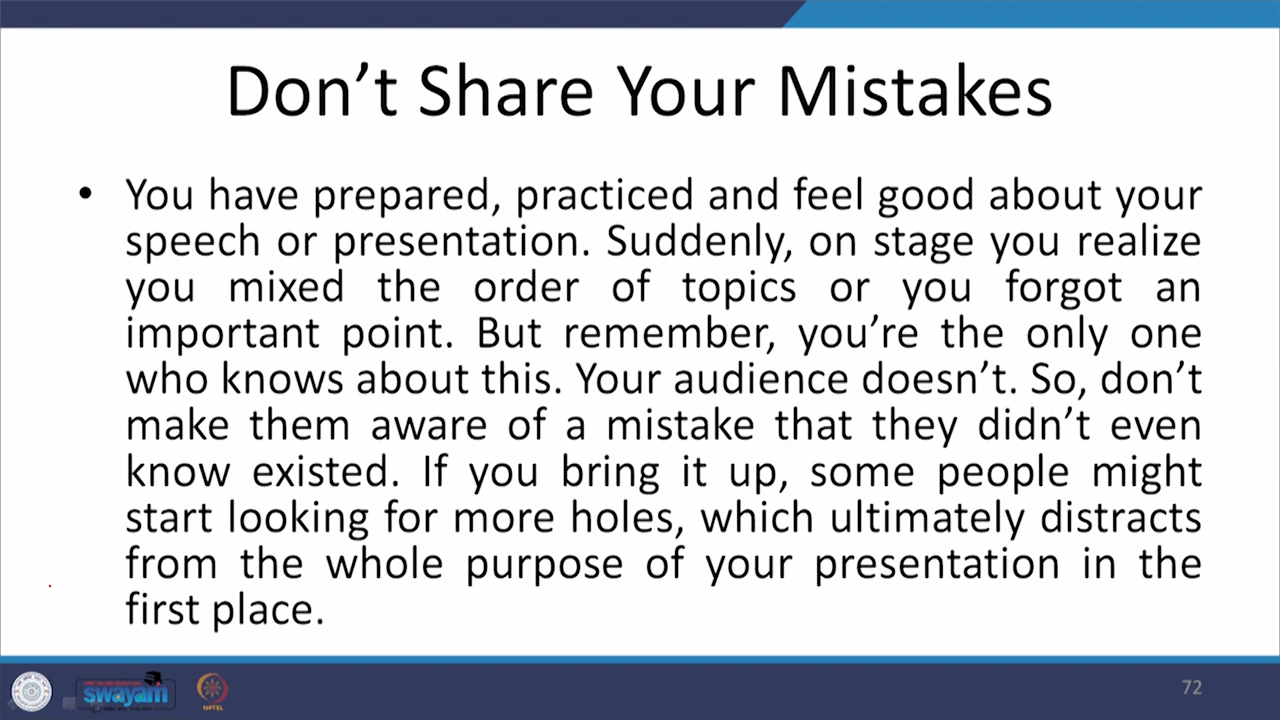 Don’t Share Your Mistakes
• You have prepared, practiced and feel good about your
speech or presentation. Suddenly, on stage you realize
you mixed the order of topics or you forgot an
important point. But remember, you’re the only one
who knows about this. Your audience doesn’t. So, don’t
make them aware of a mistake that they didn’t even
know existed. If you bring it up, some people might
start looking for more holes, which ultimately distracts
from the whole purpose of your presentation in the
first place.
swayam
NPTEL
72